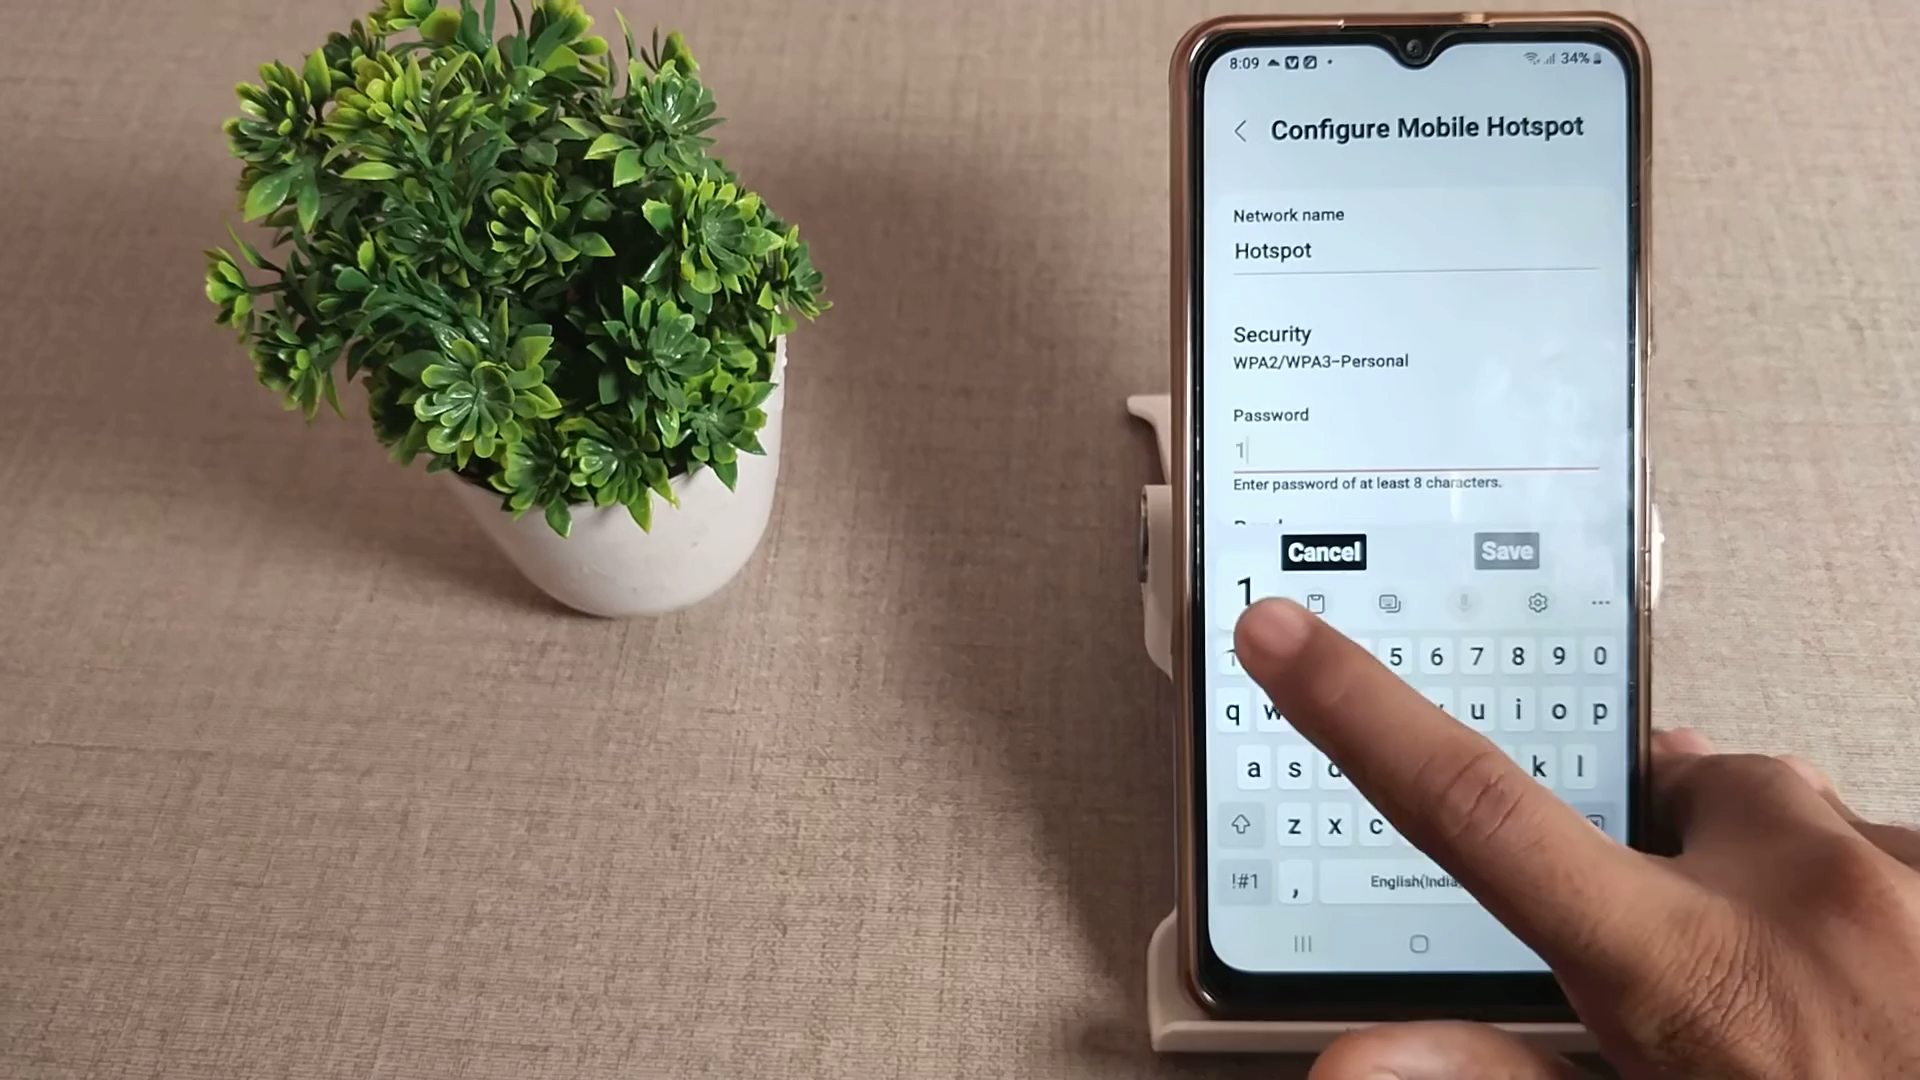 8:09
34%
Configure Mobile Hotspot
Network name
Hotspot
Security
WPA2/WPA3-Personal
Password
1
Enter password of at least 8 characters.
Cancel
Save
1
5 6 7 8 9 0
q w u i o p
a s d k l
z x c
!#1 , English(India)